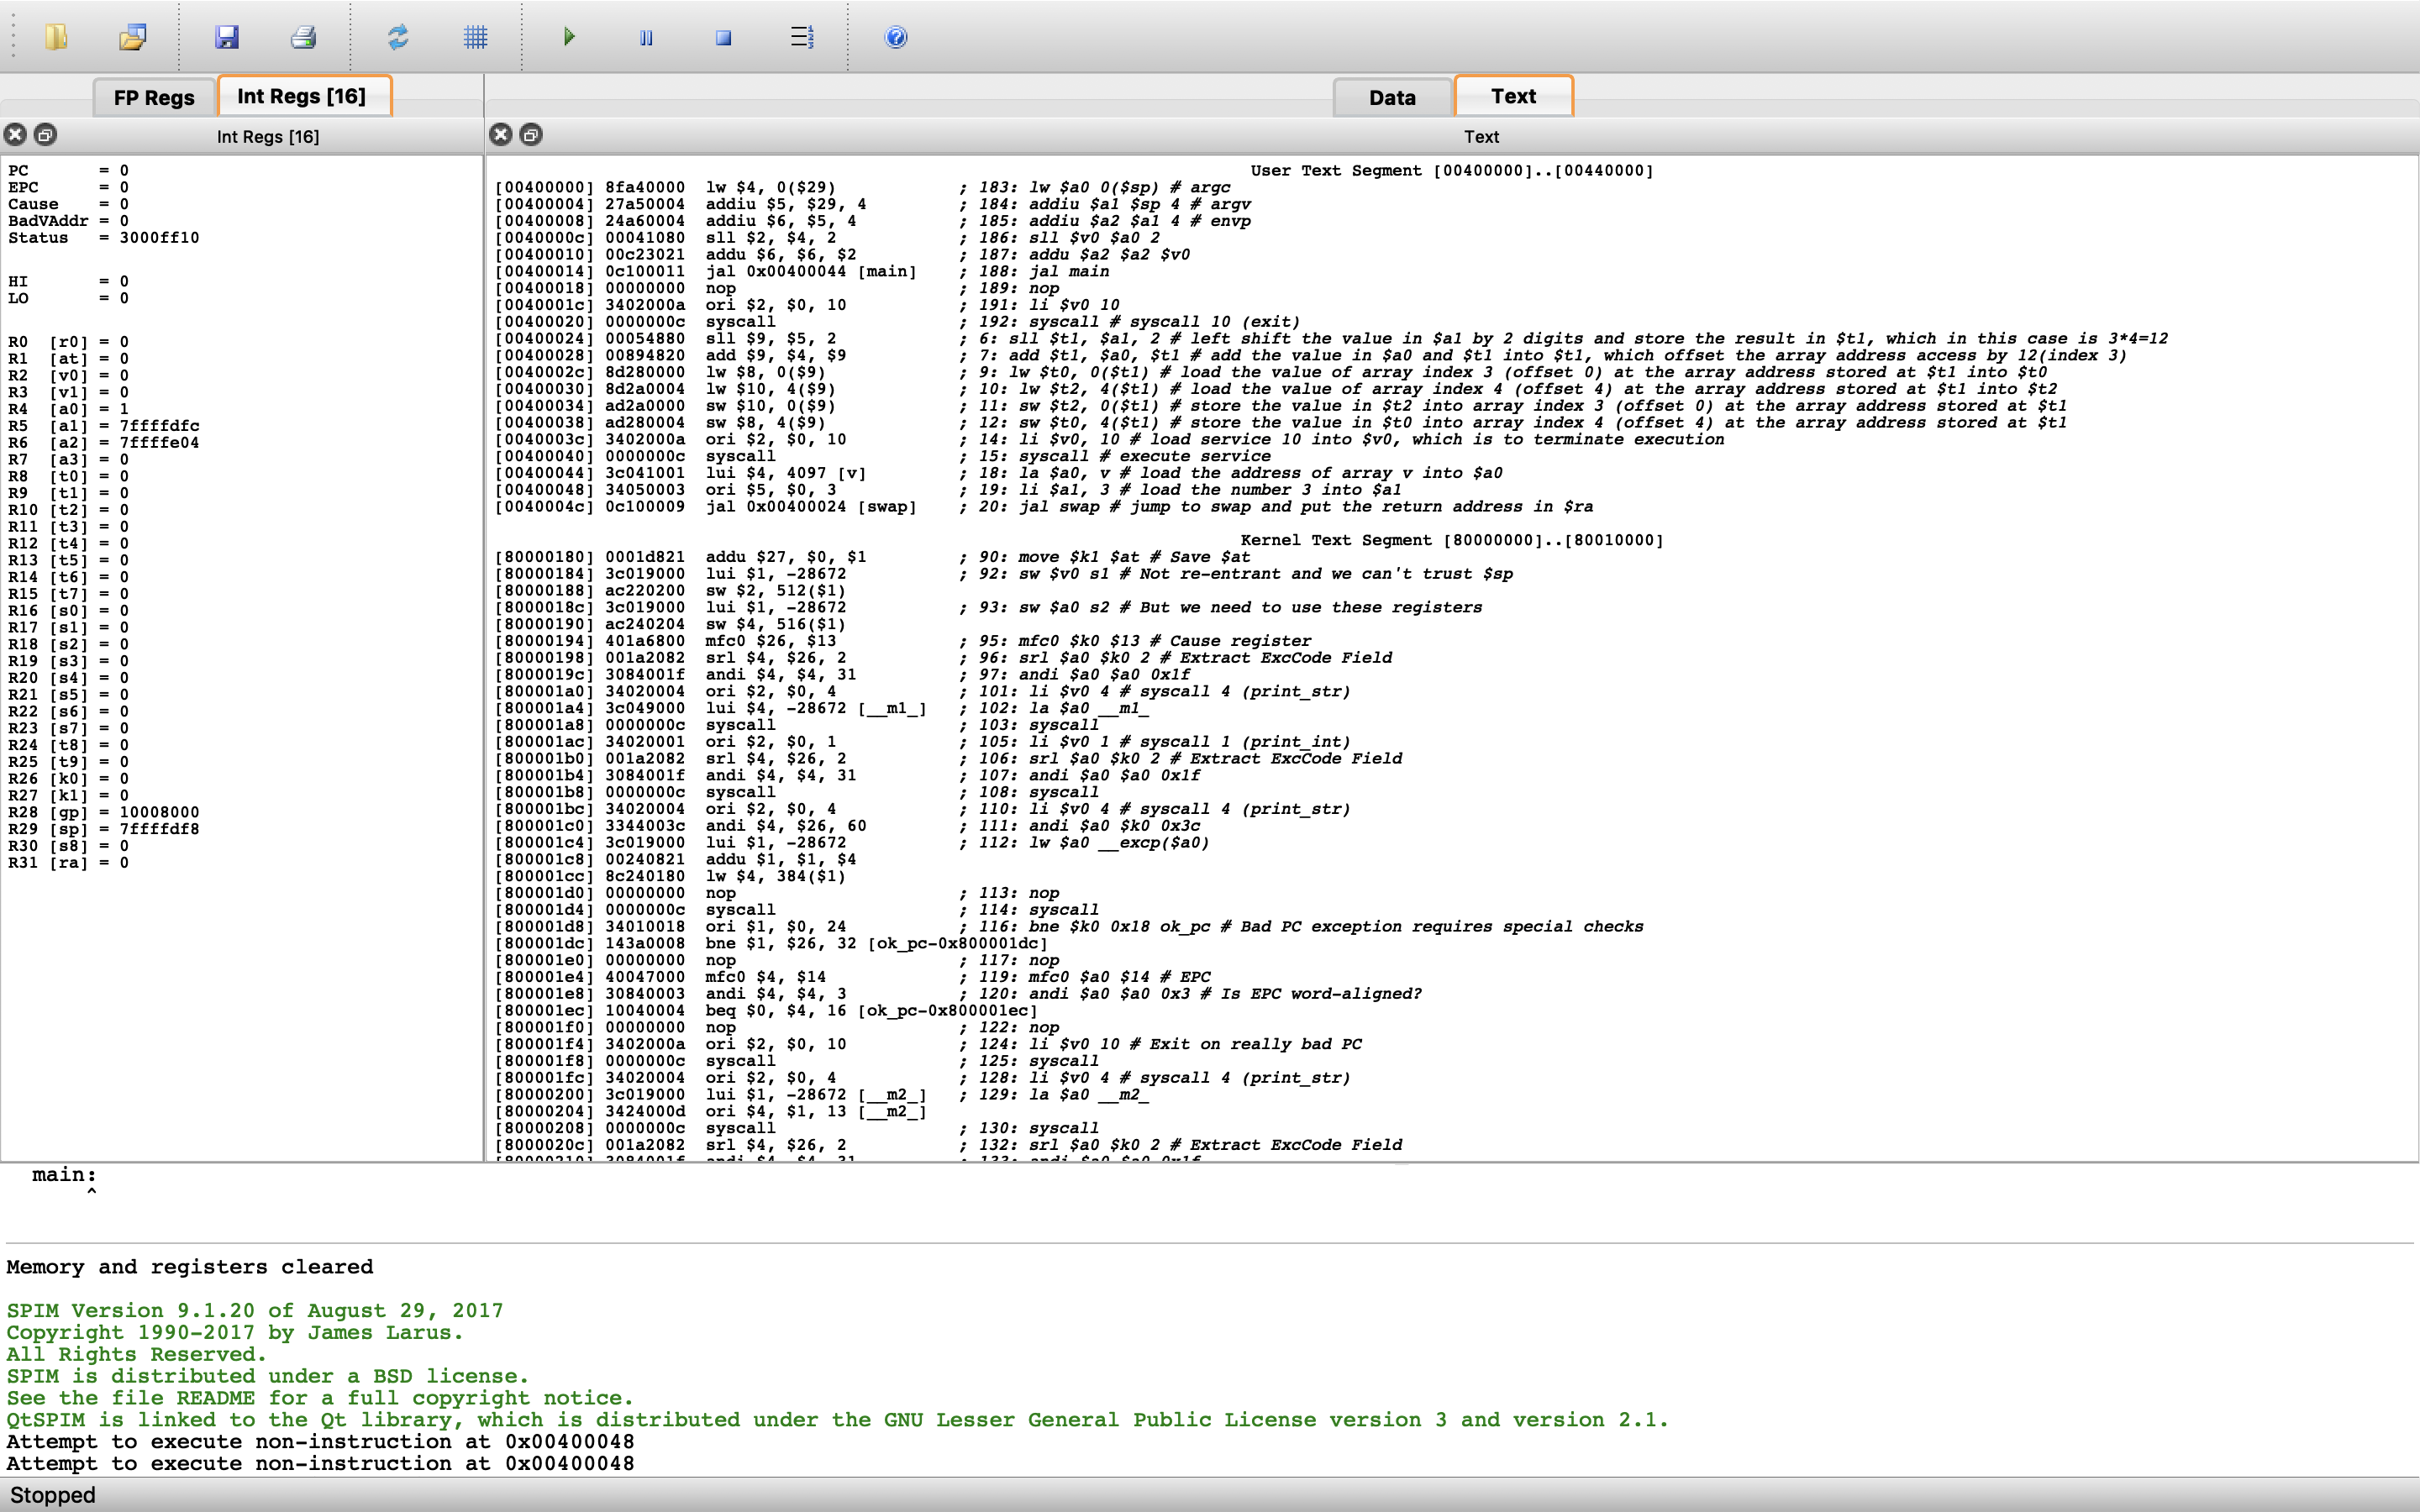 FP Regs
Int Regs [16]
Data
Text
Int Regs [16]
Text
PC       = 0
EPC      = 0
Cause    = 0
BadVAddr = 0
Status   = 3000ff10
HI       = 0
LO       = 0
R0  [r0] = 0
R1  [at] = 0
R2  [v0] = 0
R3  [v1] = 0
R4  [a0] = 1
R5  [a1] = 7ffffdfc
R6  [a2] = 7ffffe04
R7  [a3] = 0
R8  [t0] = 0
R9  [t1] = 0
R10 [t2] = 0
R11 [t3] = 0
R12 [t4] = 0
R13 [t5] = 0
R14 [t6] = 0
R15 [t7] = 0
R16 [s0] = 0
R17 [s1] = 0
R18 [s2] = 0
R19 [s3] = 0
R20 [s4] = 0
R21 [s5] = 0
R22 [s6] = 0
R23 [s7] = 0
R24 [t8] = 0
R25 [t9] = 0
R26 [k0] = 0
R27 [k1] = 0
R28 [gp] = 10008000
R29 [sp] = 7ffffdf8
R30 [s8] = 0
R31 [ra] = 0
User Text Segment [00400000]..[00440000]
[00400000] 8fa40000  lw $4, 0($29)            ; 183: lw $a0 0($sp) # argc
[00400004] 27a50004  addiu $5, $29, 4         ; 184: addiu $a1 $sp 4 # argv
[00400008] 24a60004  addiu $6, $5, 4          ; 185: addiu $a2 $a1 4 # envp
[0040000c] 00041080  sll $2, $4, 2            ; 186: sll $v0 $a0 2
[00400010] 00c23021  addu $6, $6, $2          ; 187: addu $a2 $a2 $v0
[00400014] 0c100011  jal 0x00400044 [main]    ; 188: jal main
[00400018] 00000000  nop                      ; 189: nop
[0040001c] 3402000a  ori $2, $0, 10           ; 191: li $v0 10
[00400020] 0000000c  syscall                  ; 192: syscall # syscall 10 (exit)
[00400024] 00054880  sll $9, $5, 2            ; 6: sll $t1, $a1, 2 # left shift the value in $a1 by 2 digits and store the result in $t1, which in this case is 3*4=12
[00400028] 00894820  add $9, $4, $9           ; 7: add $t1, $a0, $t1 # add the value in $a0 and $t1 into $t1, which offset the array address access by 12(index 3)
[0040002c] 8d280000  lw $8, 0($9)             ; 9: lw $t0, 0($t1) # load the value of array index 3 (offset 0) at the array address stored at $t1 into $t0
[00400030] 8d2a0004  lw $10, 4($9)            ; 10: lw $t2, 4($t1) # load the value of array index 4 (offset 4) at the array address stored at $t1 into $t2
[00400034] ad2a0000  sw $10, 0($9)            ; 11: sw $t2, 0($t1) # store the value in $t2 into array index 3 (offset 0) at the array address stored at $t1
[00400038] ad280004  sw $8, 4($9)             ; 12: sw $t0, 4($t1) # store the value in $t0 into array index 4 (offset 4) at the array address stored at $t1
[0040003c] 3402000a  ori $2, $0, 10           ; 14: li $v0, 10 # load service 10 into $v0, which is to terminate execution
[00400040] 0000000c  syscall                  ; 15: syscall # execute service
[00400044] 3c041001  lui $4, 4097 [v]         ; 18: la $a0, v # load the address of array v into $a0
[00400048] 34050003  ori $5, $0, 3            ; 19: li $a1, 3 # load the number 3 into $a1
[0040004c] 0c100009  jal 0x00400024 [swap]    ; 20: jal swap # jump to swap and put the return address in $ra
Kernel Text Segment [80000000]..[80010000]
[80000180] 0001d821  addu $27, $0, $1         ; 90: move $k1 $at # Save $at
[80000184] 3c019000  lui $1, -28672           ; 92: sw $v0 s1 # Not re-entrant and we can't trust $sp
[80000188] ac220200  sw $2, 512($1)
[8000018c] 3c019000  lui $1, -28672           ; 93: sw $a0 s2 # But we need to use these registers
[80000190] ac240204  sw $4, 516($1)
[80000194] 401a6800  mfc0 $26, $13            ; 95: mfc0 $k0 $13 # Cause register
[80000198] 001a2082  srl $4, $26, 2           ; 96: srl $a0 $k0 2 # Extract ExcCode Field
[8000019c] 3084001f  andi $4, $4, 31          ; 97: andi $a0 $a0 0x1f
[800001a0] 34020004  ori $2, $0, 4            ; 101: li $v0 4 # syscall 4 (print_str)
[800001a4] 3c049000  lui $4, -28672 [__m1_]   ; 102: la $a0 __m1_
[800001a8] 0000000c  syscall                  ; 103: syscall
[800001ac] 34020001  ori $2, $0, 1            ; 105: li $v0 1 # syscall 1 (print_int)
[800001b0] 001a2082  srl $4, $26, 2           ; 106: srl $a0 $k0 2 # Extract ExcCode Field
[800001b4] 3084001f  andi $4, $4, 31          ; 107: andi $a0 $a0 0x1f
[800001b8] 0000000c  syscall                  ; 108: syscall
[800001bc] 34020004  ori $2, $0, 4            ; 110: li $v0 4 # syscall 4 (print_str)
[800001c0] 3344003c  andi $4, $26, 60         ; 111: andi $a0 $k0 0x3c
[800001c4] 3c019000  lui $1, -28672           ; 112: lw $a0 __excp($a0)
[800001c8] 00240821  addu $1, $1, $4
[800001cc] 8c240180  lw $4, 384($1)
[800001d0] 00000000  nop                      ; 113: nop
[800001d4] 0000000c  syscall                  ; 114: syscall
[800001d8] 34010018  ori $1, $0, 24           ; 116: bne $k0 0x18 ok_pc # Bad PC exception requires special checks
[800001dc] 143a0008  bne $1, $26, 32 [ok_pc-0x800001dc]
[800001e0] 00000000  nop                      ; 117: nop
[800001e4] 40047000  mfc0 $4, $14             ; 119: mfc0 $a0 $14 # EPC
[800001e8] 30840003  andi $4, $4, 3           ; 120: andi $a0 $a0 0x3 # Is EPC word-aligned?
[800001ec] 10040004  beq $0, $4, 16 [ok_pc-0x800001ec]
[800001f0] 00000000  nop                      ; 122: nop
[800001f4] 3402000a  ori $2, $0, 10           ; 124: li $v0 10 # Exit on really bad PC
[800001f8] 0000000c  syscall                  ; 125: syscall
[800001fc] 34020004  ori $2, $0, 4            ; 128: li $v0 4 # syscall 4 (print_str)
[80000200] 3c019000  lui $1, -28672 [__m2_]   ; 129: la $a0 __m2_
[80000204] 3424000d  ori $4, $1, 13 [__m2_]
[80000208] 0000000c  syscall                  ; 130: syscall
[8000020c] 001a2082  srl $4, $26, 2           ; 132: srl $a0 $k0 2 # Extract ExcCode Field
[80000210] 3084001f  andi $4, $4, 31          ; 133: andi $a0 $a0 0x1f
main:
^
Memory and registers cleared
SPIM Version 9.1.20 of August 29, 2017
Copyright 1990-2017 by James Larus.
All Rights Reserved.
SPIM is distributed under a BSD license.
See the file README for a full copyright notice.
QtSPIM is linked to the Qt library, which is distributed under the GNU Lesser General Public License version 3 and version 2.1.
Attempt to execute non-instruction at 0x00400048
Attempt to execute non-instruction at 0x00400048
Stopped